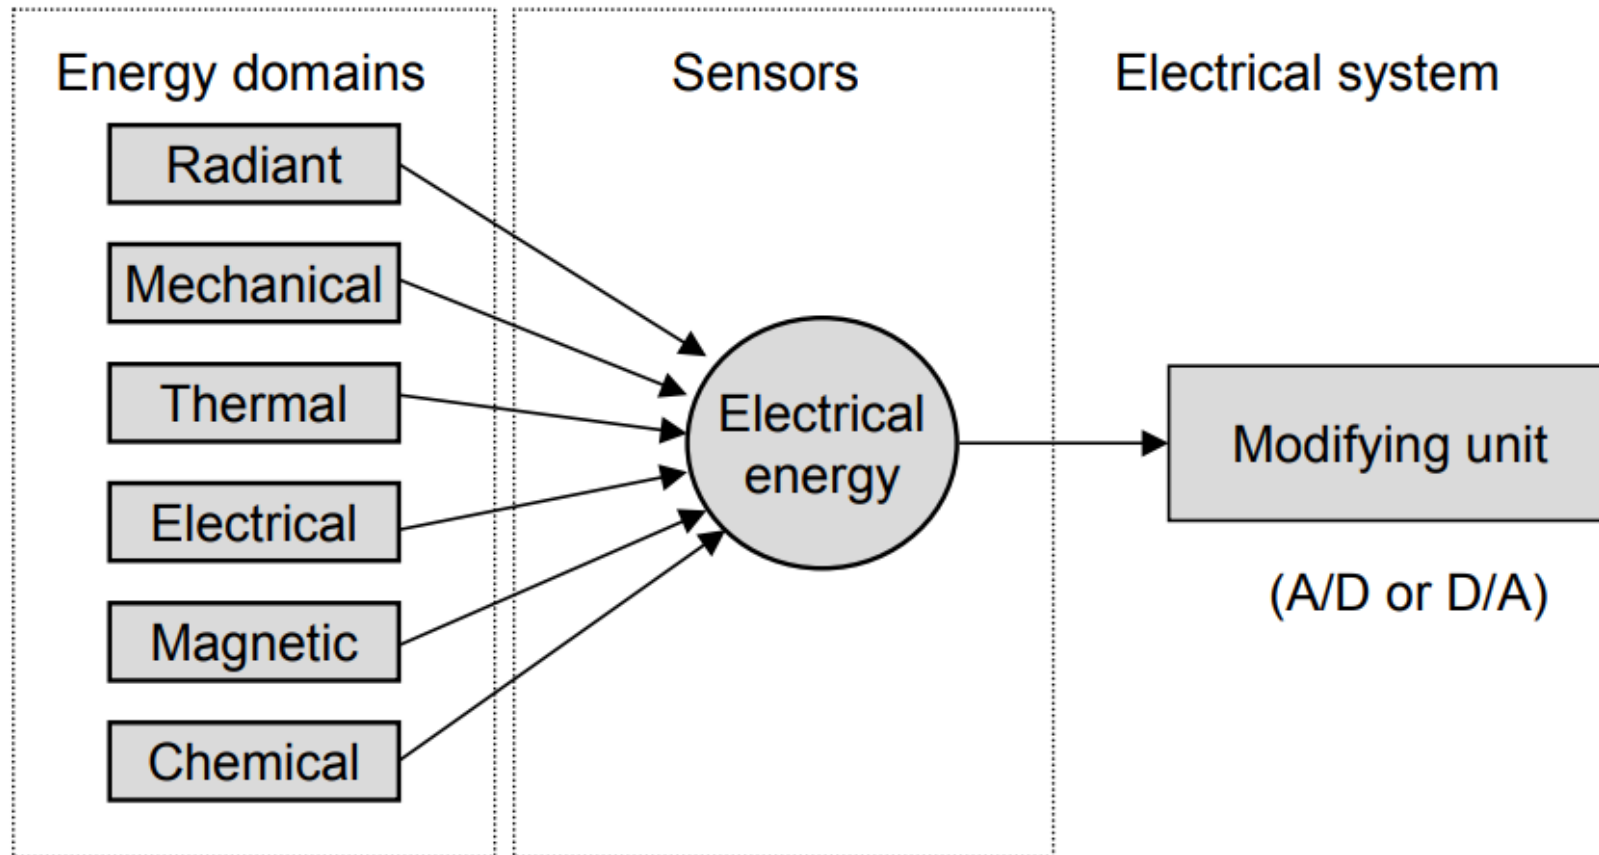 Energy domains
Sensors
Electrical system
Radiant
Mechanical
Thermal
Electrical
Magnetic
Chemical
Electrical
energy
Modifying unit
(A/D or D/A)